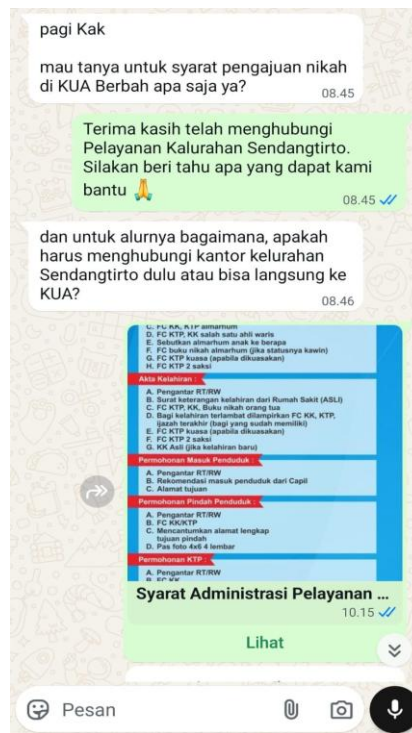 pagi Kak
mau tanya untuk syarat pengajuan nikah
di KUA Berbah apa saja ya?
08.45
Terima kasih telah menghubungi
Pelayanan Kalurahan Sendangtirto.
Silakan beri tahu apa yang dapat kami
bantu 🙏
08.45
dan untuk alurnya bagaimana, apakah
harus menghubungi kantor kelurahan
Sendangtirto dulu atau bisa langsung ke
KUA?
08.46
C. FC KK, KTP almarhum
D. FC KTP, KK salah satu ahli waris
E. Sebutkan almarhum anak ke berapa
F. FC buku nikah almarhum (jika statusnya kawin)
G. FC KTP kuasa (apabila dikuasakan)
H. FC KTP 2 saksi
Akta Kelahiran :
A. Pengantar RT/RW
B. Surat keterangan kelahiran dari Rumah Sakit (ASLI)
C. FC KTP, KK, Buku nikah orang tua
D. Bagi kelahiran terlambat dilampirkan FC KK, KTP,
ijazah terakhir (bagi yang sudah memiliki)
E. FC KTP kuasa (apabila dikuasakan)
F. FC KTP 2 saksi
G. KK Asli (jika kelahiran baru)
Permohonan Masuk Penduduk :
A. Pengantar RT/RW
B. Rekomendasi masuk penduduk dari Capil
C. Alamat tujuan
Permohonan Pindah Penduduk :
A. Pengantar RT/RW
B. FC KK/KTP
C. Mencantumkan alamat lengkap
tujuan pindah
D. Pas foto 4x6 4 lembar
Permohonan KTP :
A. Pengantar RT/RW
B. FC KK
Syarat Administrasi Pelayanan ...
10.15
Lihat
Pesan